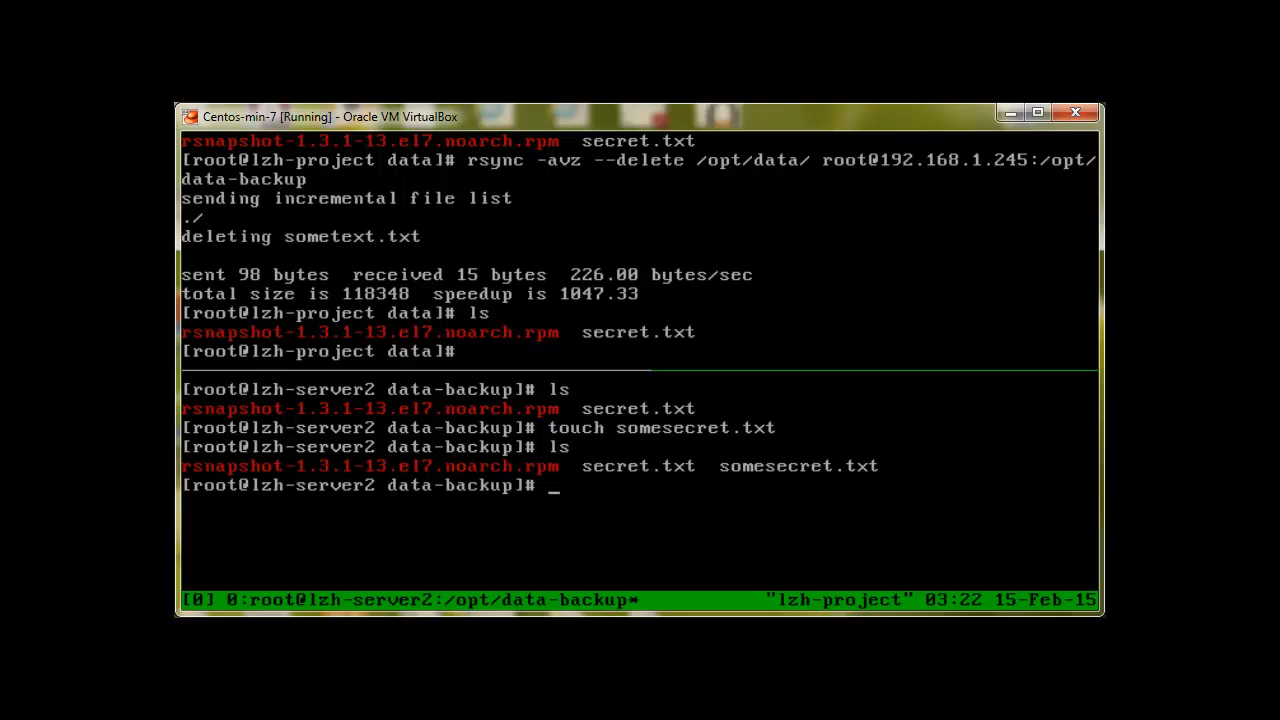 Centos-min-7 [Running] - Oracle VM VirtualBox
rsnapshot-1.3.1-13.el7.noarch.rpm  secret.txt
[root@lzh-project data]# rsync -avz --delete /opt/data/ root@192.168.1.245:/opt/
data-backup
sending incremental file list
./
deleting sometext.txt
sent 98 bytes  received 15 bytes  226.00 bytes/sec
total size is 118348  speedup is 1047.33
[root@lzh-project data]# ls
rsnapshot-1.3.1-13.el7.noarch.rpm  secret.txt
[root@lzh-project data]#
[root@lzh-server2 data-backup]# ls
rsnapshot-1.3.1-13.el7.noarch.rpm  secret.txt
[root@lzh-server2 data-backup]# touch somesecret.txt
[root@lzh-server2 data-backup]# ls
rsnapshot-1.3.1-13.el7.noarch.rpm  secret.txt  somesecret.txt
[root@lzh-server2 data-backup]# _
[0] 0:root@lzh-server2:/opt/data-backup*  "lzh-project" 03:22 15-Feb-15